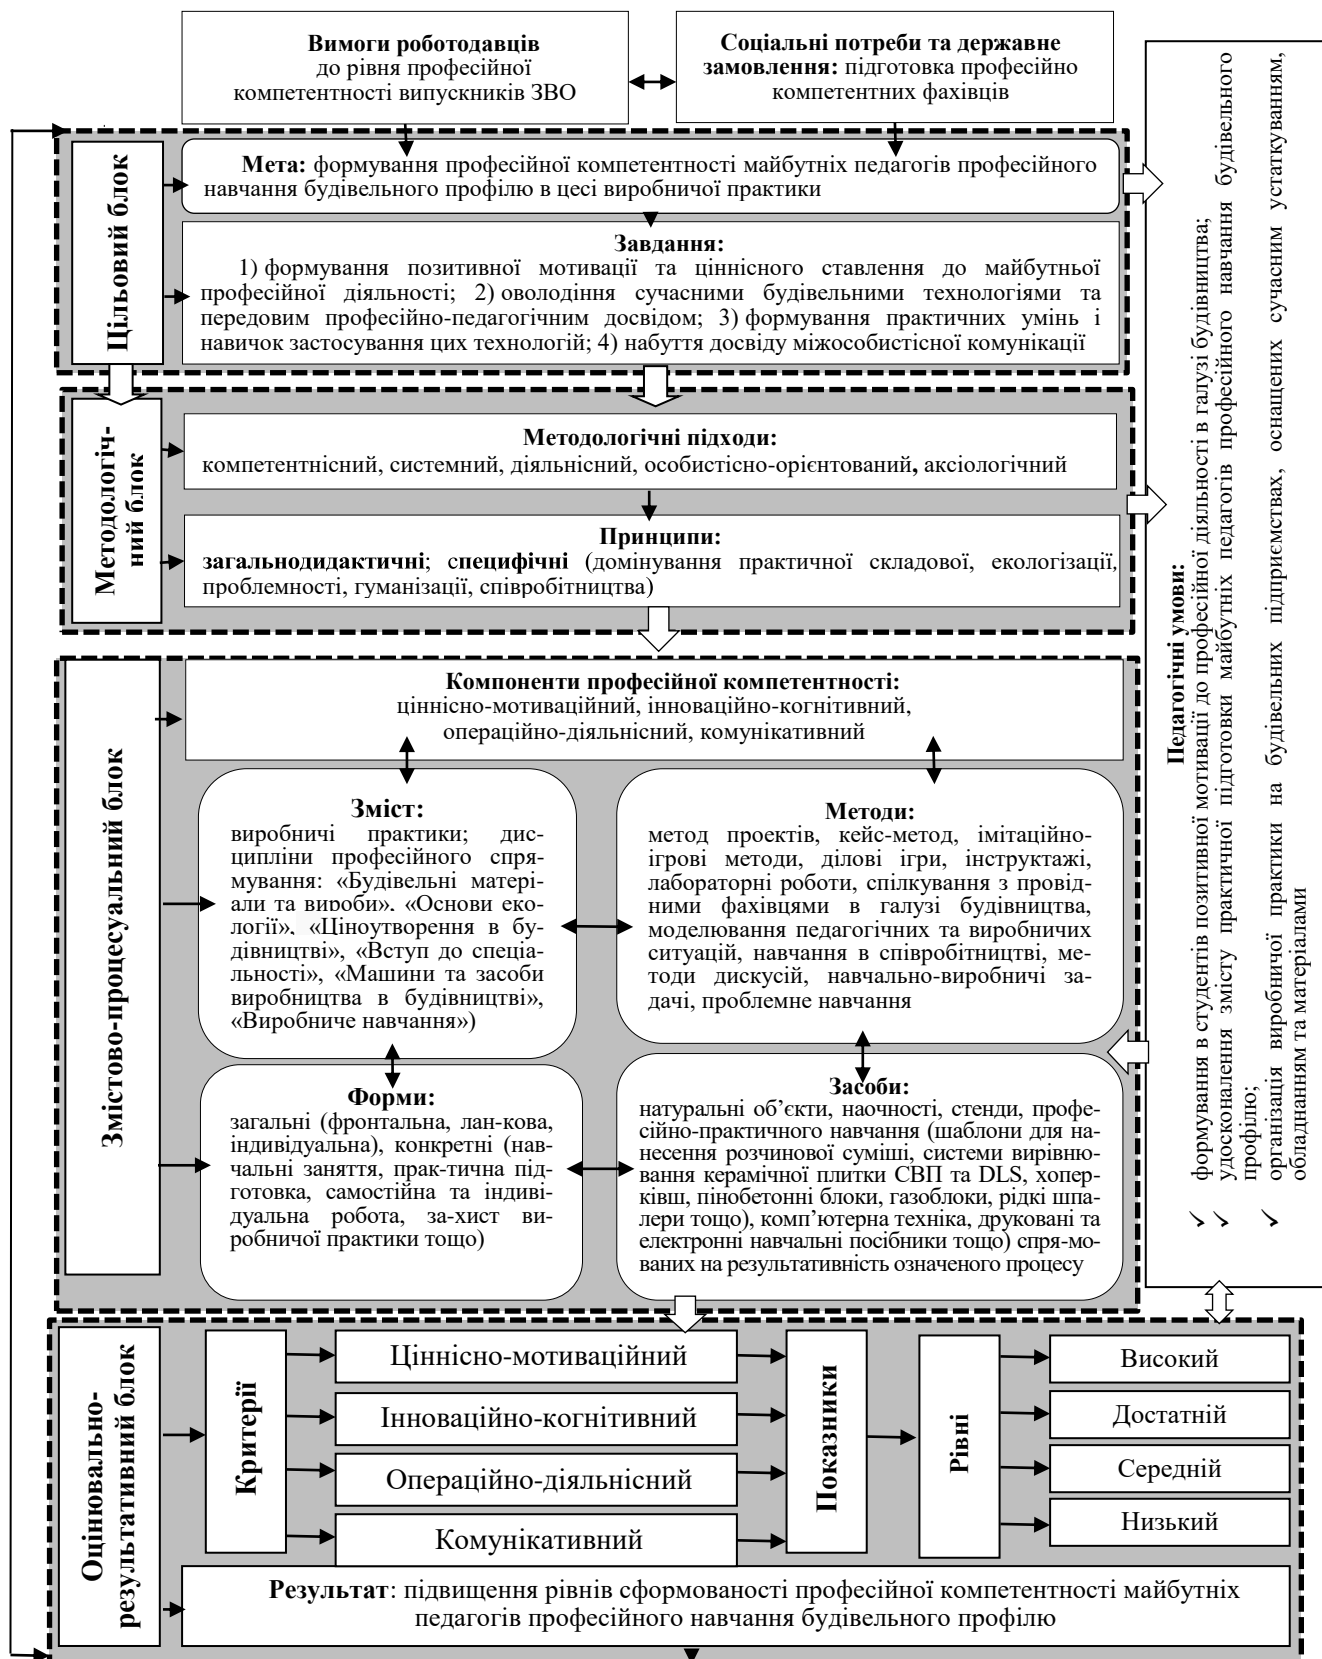 Вимоги роботодавців
до рівня професійної
компетентності випускників ЗВО
Соціальні потреби та державне
замовлення: підготовка професійно
компетентних фахівців
Цільовий блок
Мета: формування професійної компетентності майбутніх педагогів професійного
навчання будівельного профілю в цесі виробничої практики
Завдання:
1) формування позитивної мотивації та ціннісного ставлення до майбутньої
професійної діяльності; 2) оволодіння сучасними будівельними технологіями та
передовим професійно-педагогічним досвідом; 3) формування практичних умінь і
навичок застосування цих технологій; 4) набуття досвіду міжособистісної комунікації
Методологіч-
ний блок
Методологічні підходи:
компетентнісний, системний, діяльнісний, особистісно-орієнтований, аксіологічний
Принципи:
загальнодидактичні; специфічні (домінування практичної складової, екологізації,
проблемності, гуманізації, співробітництва)
Змістово-процесуальний блок
Компоненти професійної компетентності:
ціннісно-мотиваційний, інноваційно-когнітивний,
операційно-діяльнісний, комунікативний
Зміст:
виробничі практики; дис-
ципліни професійного спря-
мування: «Будівельні матері-
али та вироби», «Основи еко-
логії», «Ціноутворення в бу-
дівництві», «Вступ до спеціа-
льності», «Машини та засоби
виробництва в будівництві»,
«Виробниче навчання»)
Методи:
метод проектів, кейс-метод, імітаційно-
ігрові методи, ділові ігри, інструктажі,
лабораторні роботи, спілкування з провід-
ними фахівцями в галузі будівництва,
моделювання педагогічних та виробничих
ситуацій, навчання в співробітництві, ме-
тоди дискусій, навчально-виробничі за-
дачі, проблемне навчання
Форми:
загальні (фронтальна, лан-кова,
індивідуальна), конкретні (нав-
чальні заняття, прак-тична під-
готовка, самостійна та індиві-
дуальна робота, за-хист ви-
робничої практики тощо)
Засоби:
натуральні об’єкти, наочності, стенди, профе-
сійно-практичного навчання (шаблони для на-
несення розчинової суміші, системи вирівню-
вання керамічної плитки СВП та DLS, хопер-
ківш, пінобетонні блоки, газоблоки, рідкі шпа-
лери тощо), комп’ютерна техніка, друковані та
електронні навчальні посібники тощо) спря-мо-
ваних на результативність означеного процесу
Педагогічні умови:
✓ формування в студентів позитивної мотивації до професійної діяльності в галузі будівництва;
✓ удосконалення змісту практичної підготовки майбутніх педагогів професійного навчання будівельного
профілю;
✓ організація виробничої практики на будівельних підприємствах, оснащених сучасним устаткуванням,
обладнанням та матеріалами
Оцінювально-
результативний блок
Критерії
Ціннісно-мотиваційний
Інноваційно-когнітивний
Операційно-діяльнісний
Комунікативний
Показники
Рівні
Високий
Достатній
Середній
Низький
Результат: підвищення рівнів сформованості професійної компетентності майбутніх
педагогів професійного навчання будівельного профілю